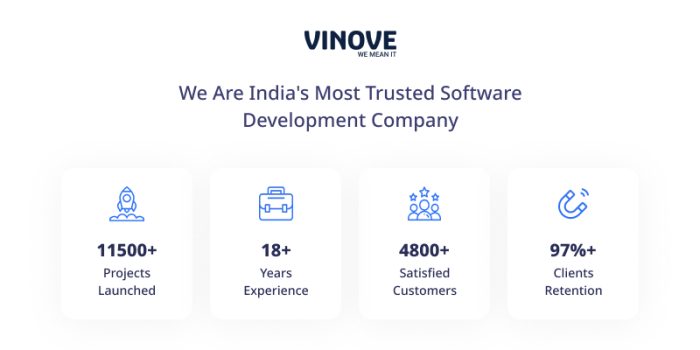 VINOVE
WE MEAN IT
We Are India's Most Trusted Software
Development Company
11500+
Projects
Launched
18+
Years
Experience
4800+
Satisfied
Customers
97%+
Clients
Retention